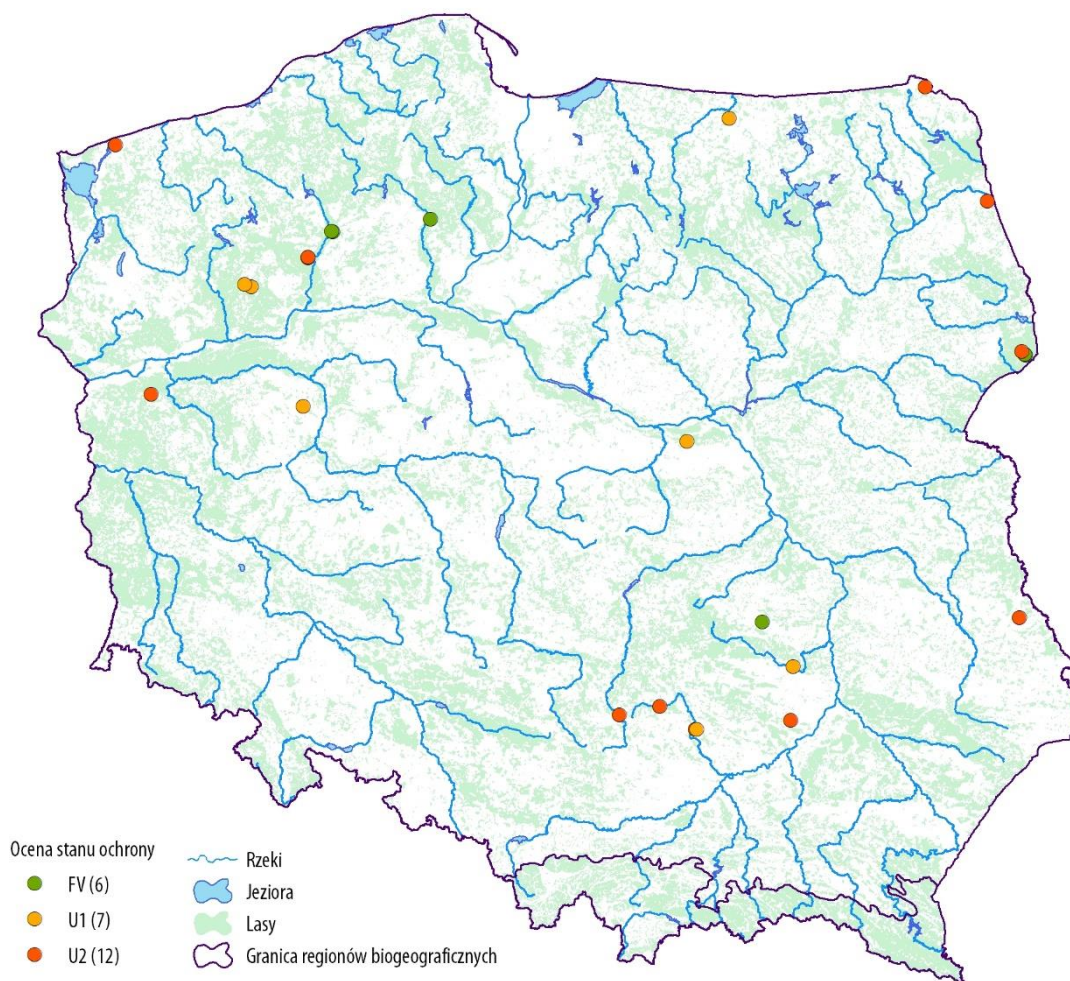 Ocena stanu ochrony
FV (6)
U1 (7)
U2 (12)
Rzeki
Jeziora
Lasy
Granica regionów biogeograficznych